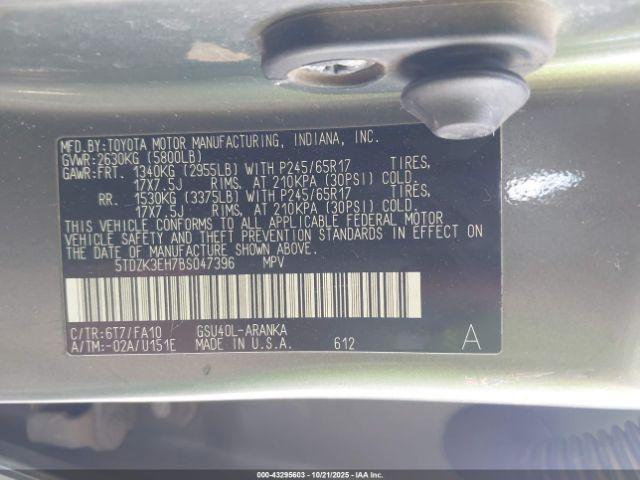 MFD.BY:TOYOTA MOTOR MANUFACTURING, INDIANA, INC.
GVWR:2630KG (5800LB)
GAWR:FRT. 1340KG (2955LB) WITH P245/65R17 TIRES,
17X7.5J RIMS, AT 210KPA (30PSI) COLD.
RR. 1530KG (3375LB) WITH P245/65R17 TIRES,
17X7.5J RIMS, AT 210KPA (30PSI) COLD.
THIS VEHICLE CONFORMS TO ALL APPLICABLE FEDERAL MOTOR
VEHICLE SAFETY AND THEFT PREVENTION STANDARDS IN EFFECT ON
THE DATE OF MANUFACTURE SHOWN ABOVE.
5TDZK3EH7BS047396 MPV
C/TR:6T7/FA10 GSU40L-ARANKA
A/TM:-02A/U151E MADE IN U.S.A. 612 A
000-43295603 - 10/21/2025 - IAAI.COM